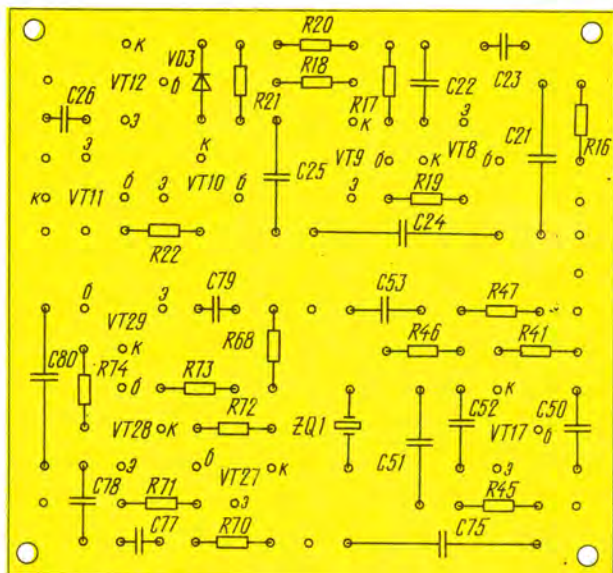 R20
к VD3
VT12 б R18
C26 R21 R17 C22 C23
э к э
э к C21 R16
VT9 б к VT8 б
C25
к VT11 б э VT10 б э R19
C24
R22
б э C79 C53 R47
VT29 R68
к R46 R41
C80 R74 б R73 к
R72 ZQ1 C52 C50
VT28 к VT17 б
C51
э б VT27 к э
C78 R71 э R45
C77 R70 C75